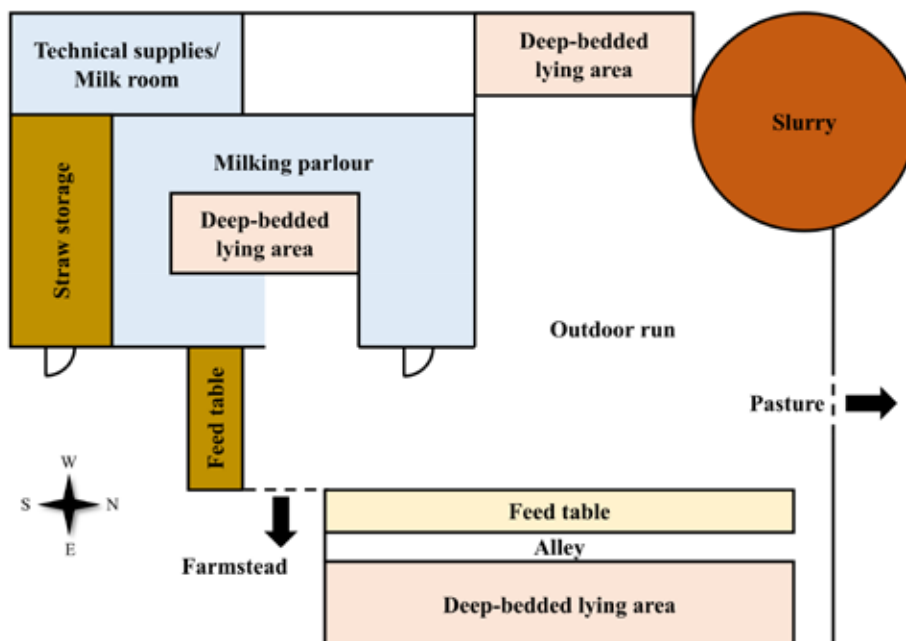 Technical supplies/
Milk room
Deep-bedded
lying area
Slurry
Milking parlour
Straw storage
Deep-bedded
lying area
Outdoor run
Feed table
Pasture
W
S N
E
Feed table
Farmstead
Alley
Deep-bedded lying area